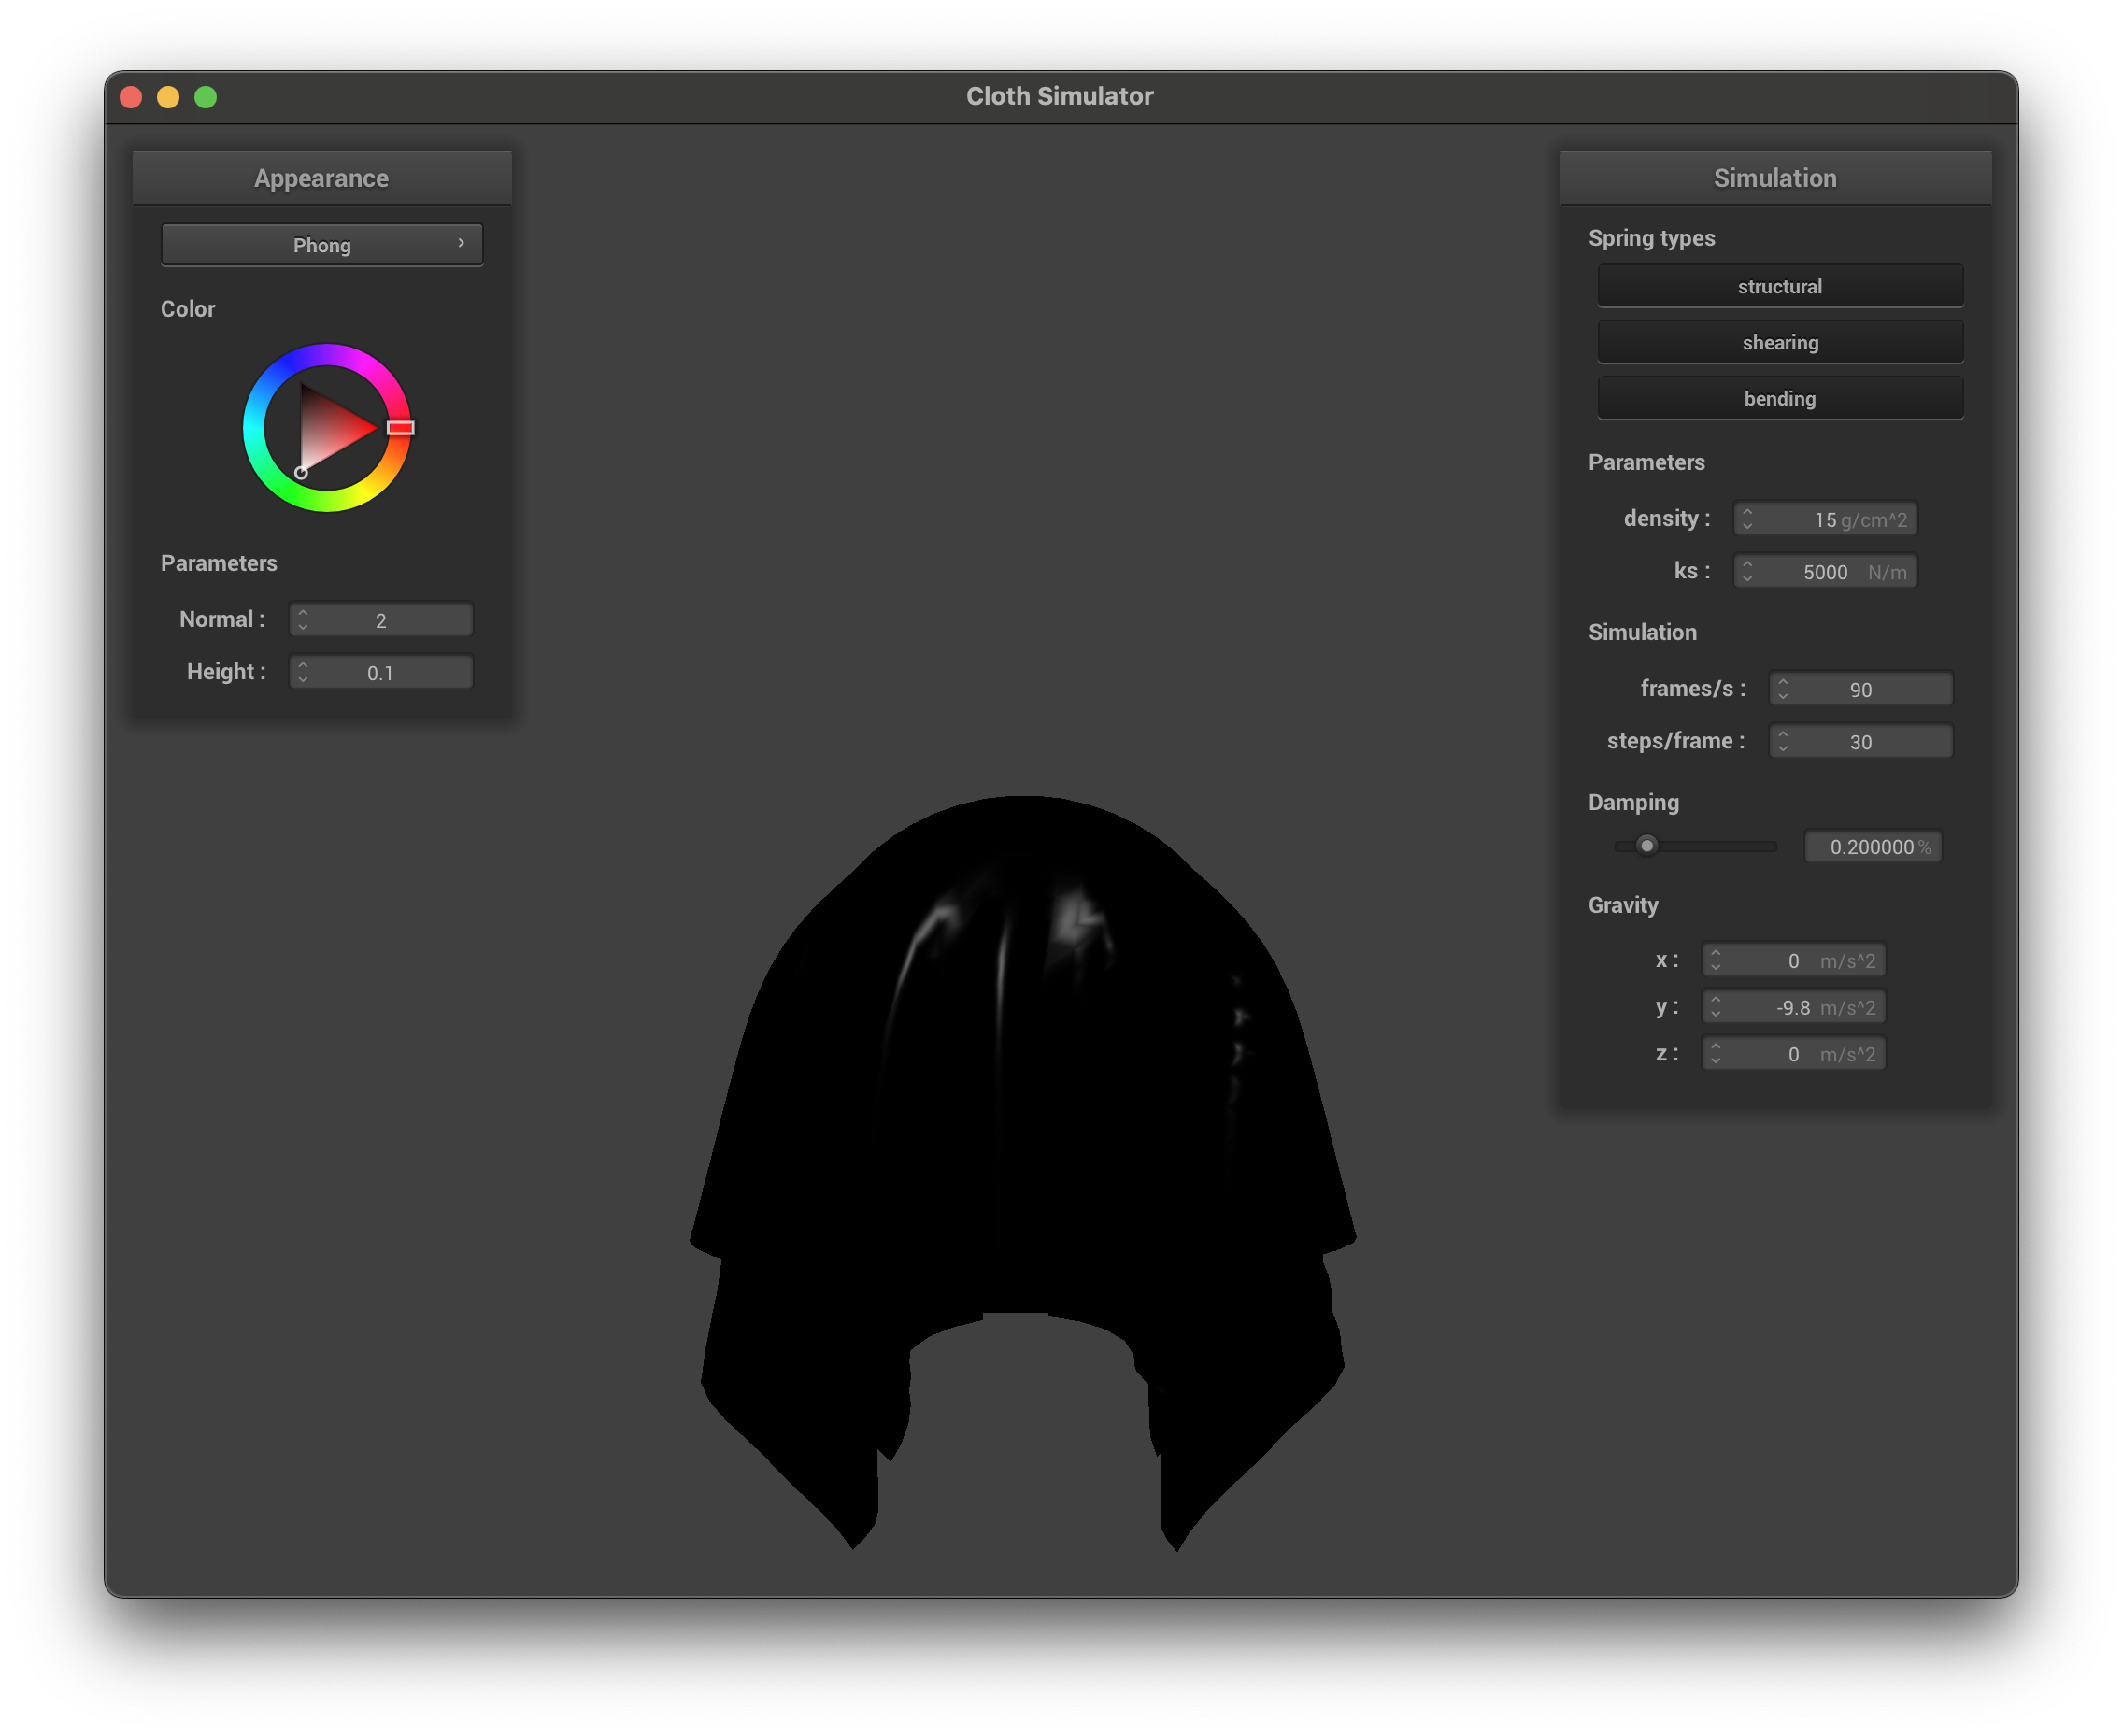 Cloth Simulator
Appearance
Phong
Color
Parameters
Normal : 2
Height : 0.1
Simulation
Spring types
structural
shearing
bending
Parameters
density : 15 g/cm^2
ks : 5000 N/m
Simulation
frames/s : 90
steps/frame : 30
Damping
0.200000 %
Gravity
x : 0 m/s^2
y : -9.8 m/s^2
z : 0 m/s^2